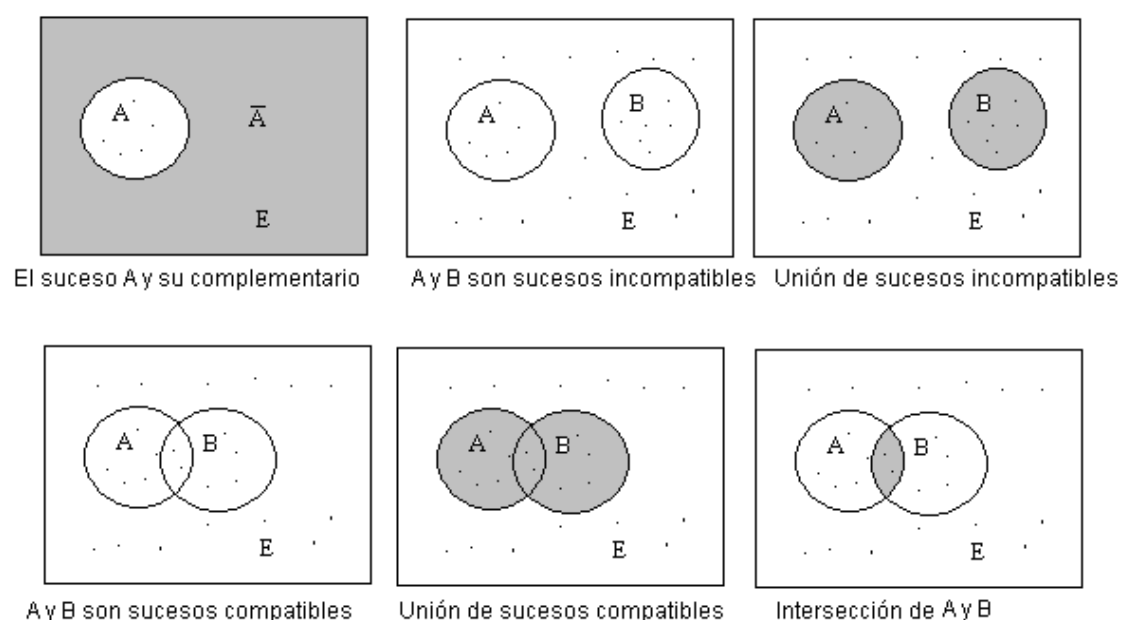 A
A̅
E
El suceso A y su complementario
A
B
E
A y B son sucesos incompatibles
A
B
E
Unión de sucesos incompatibles
A
B
E
A y B son sucesos compatibles
A
B
E
Unión de sucesos compatibles
A
B
E
Intersección de A y B